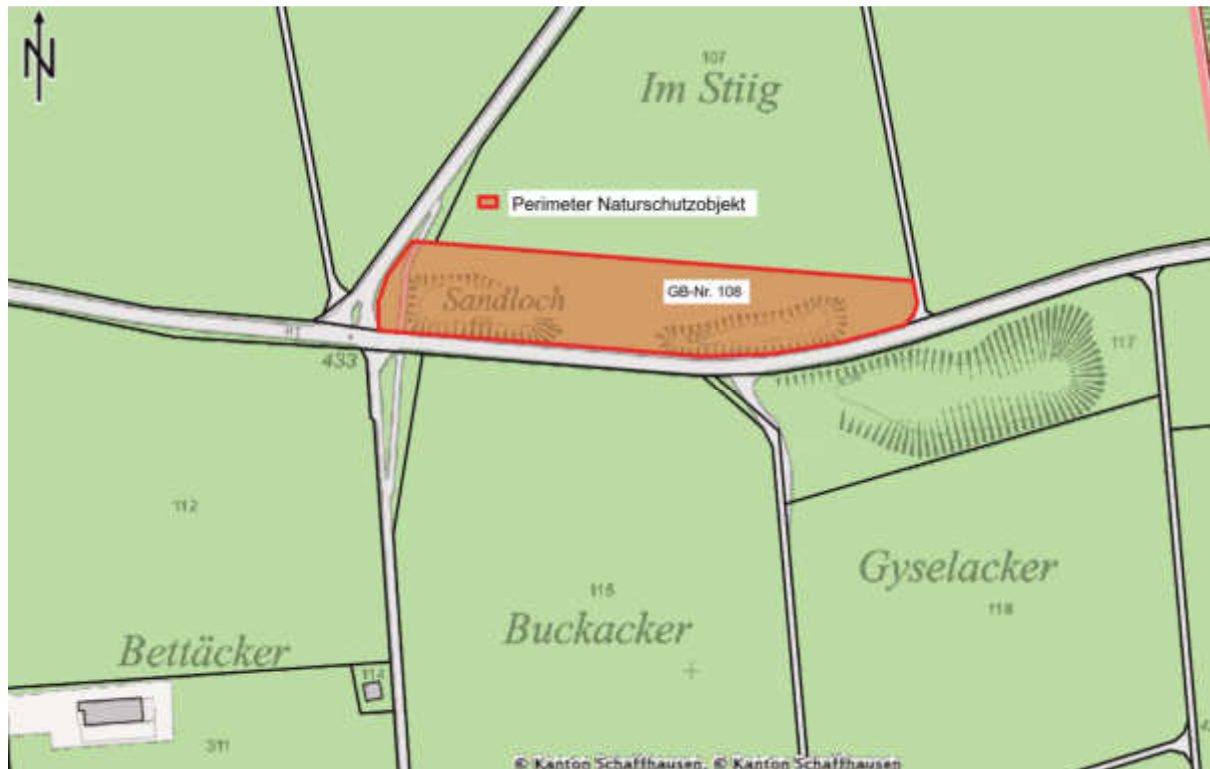 N
107
Im Stiig
Perimeter Naturschutzobjekt
Sandloch
GB-Nr. 108
433
117
112
115
Buckacker
Gyselacker
118
Bettäcker
114
311
© Kanton Schaffhausen, © Kanton Schaffhausen